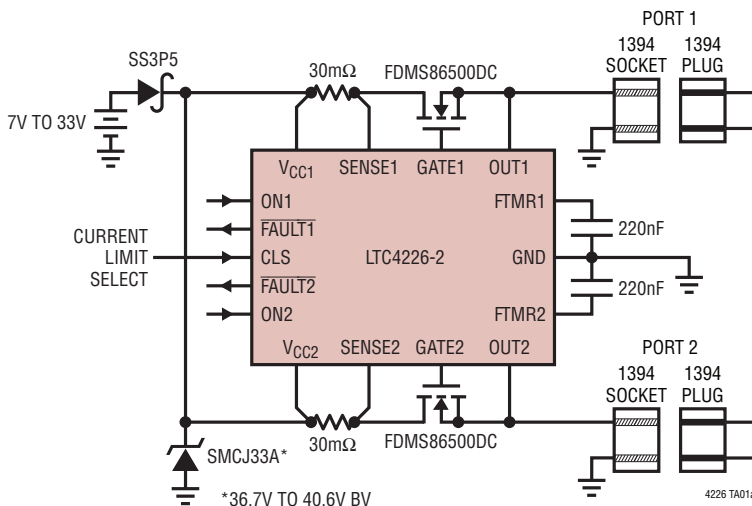 PORT 1
1394
SOCKET
1394
PLUG
SS3P5
30mΩ
FDMS86500DC
7V TO 33V
VCC1
SENSE1
GATE1
OUT1
ON1
FTMR1
FAULT1
220nF
CURRENT
LIMIT
SELECT
CLS
LTC4226-2
GND
FAULT2
220nF
ON2
FTMR2
VCC2
SENSE2
GATE2
OUT2
PORT 2
1394
SOCKET
1394
PLUG
30mΩ
FDMS86500DC
SMCJ33A*
*36.7V TO 40.6V BV
4226 TA01a